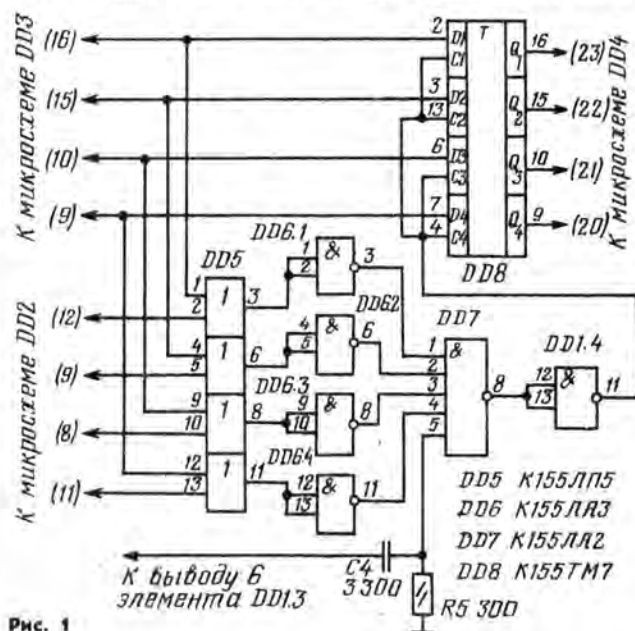 К микросхеме DD3
(16)
(15)
(10)
(9)
2
3
13
6
7
4
D1
C1
D2
C2
D3
C3
D4
C4
T
Q1
Q2
Q3
Q4
16
15
10
9
(23)
(22)
(21)
(20)
К микросхеме DD4
DD8
К микросхеме DD2
(12)
(9)
(8)
(11)
DD5
1
2
1
3
4
5
1
6
9
10
1
8
12
13
1
11
DD6.1
1
2
&
3
DD6.2
4
5
&
6
DD6.3
9
10
&
8
DD6.4
12
13
&
11
DD7
1
2
3
4
5
&
8
DD1.4
12
13
&
11
DD5 К155ЛП5
DD6 К155ЛА3
DD7 К155ЛА2
DD8 К155ТМ7
К выводу 6
элемента DD1.3
C4
3300
R5 300
Рис. 1